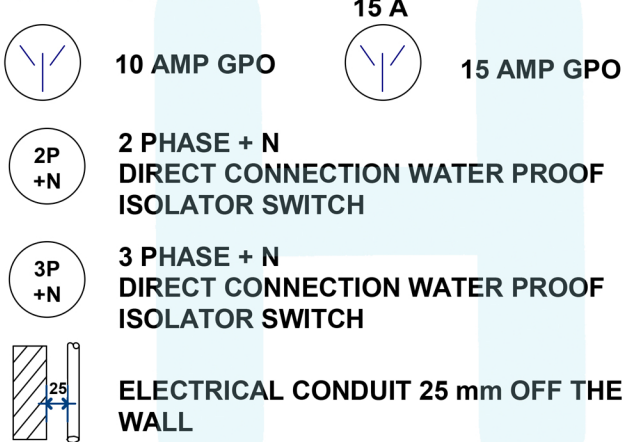 15 A
10 AMP GPO
15 AMP GPO
2P
+N
2 PHASE + N
DIRECT CONNECTION WATER PROOF
ISOLATOR SWITCH
3P
+N
3 PHASE + N
DIRECT CONNECTION WATER PROOF
ISOLATOR SWITCH
25
ELECTRICAL CONDUIT 25 mm OFF THE
WALL